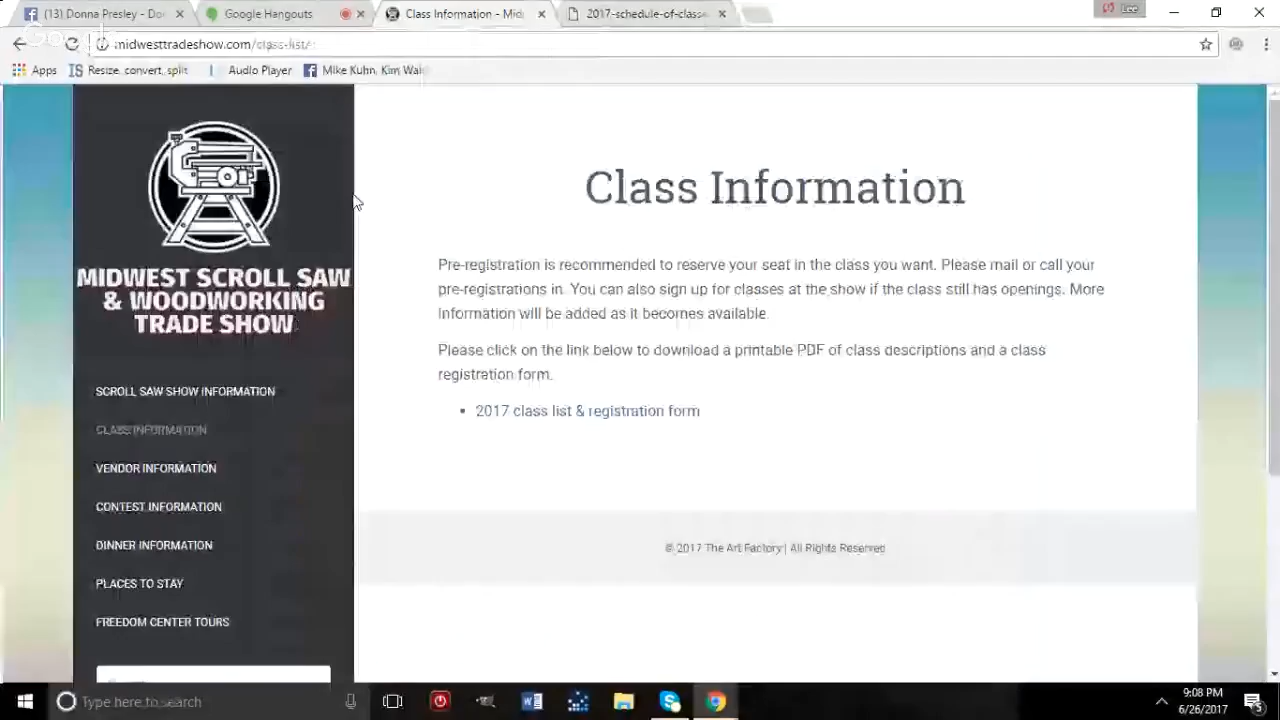 (13) Donna Presley - Do
Google Hangouts
Class Information - Mid
2017-schedule-of-classe
Lee
Google
midwesttradeshow.com/class-list/
Apps
Resize, convert, split
Audio Player
Mike Kuhn, Kim Wai
MIDWEST SCROLL SAW
& WOODWORKING
TRADE SHOW
SCROLL SAW SHOW INFORMATION
CLASS INFORMATION
VENDOR INFORMATION
CONTEST INFORMATION
DINNER INFORMATION
PLACES TO STAY
FREEDOM CENTER TOURS
Class Information
Pre-registration is recommended to reserve your seat in the class you want. Please mail or call your
pre-registrations in. You can also sign up for classes at the show if the class still has openings. More
Information will be added as it becomes available.
Please click on the link below to download a printable PDF of class descriptions and a class
registration form.
• 2017 class list & registration form
© 2017 The Art Factory | All Rights Reserved
Type here to search
9:08 PM
6/26/2017